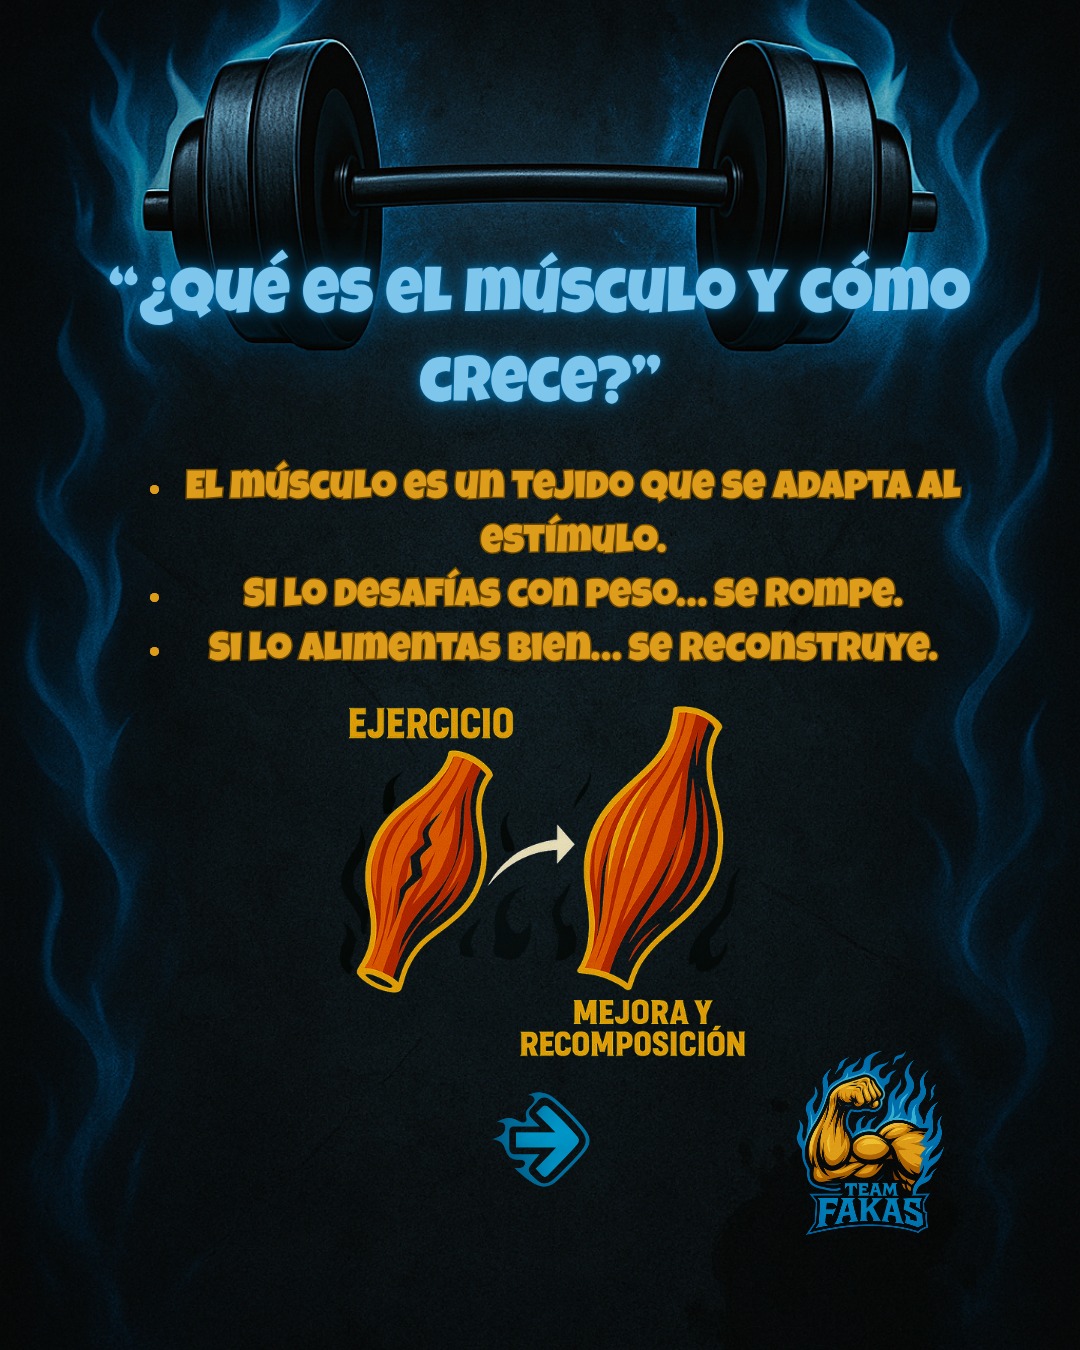 “¿Qué es el músculo y cómo
crece?”
• El músculo es un tejido que se adapta al
estímulo.
• Si lo desafías con peso... se rompe.
• Si lo alimentas bien... se reconstruye.
EJERCICIO
MEJORA Y
RECOMPOSICIÓN
TEAM
FAKAS